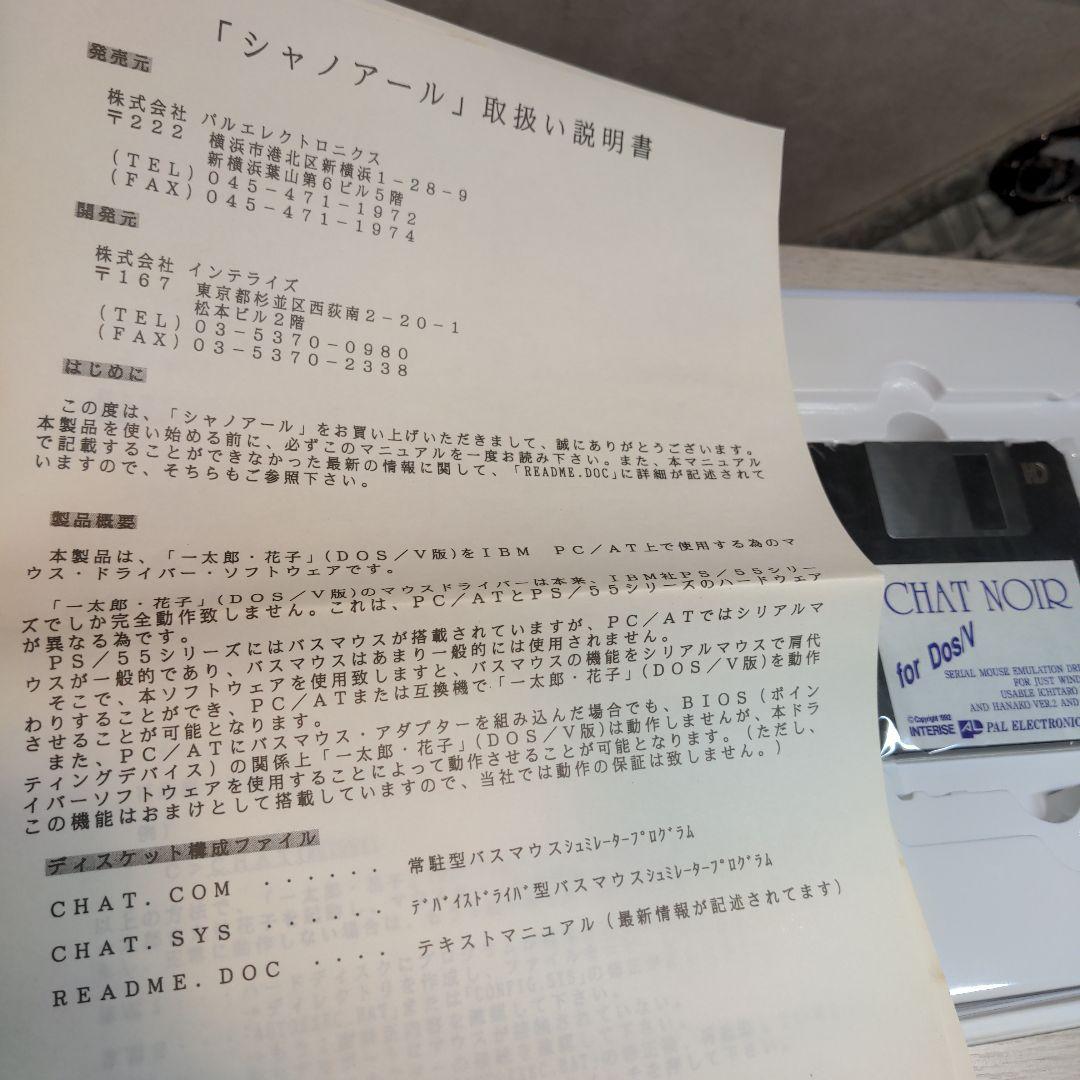 「シャノアール」取扱い説明書
発売元
株式会社 パルエレクトロニクス
〒222 横浜市港北区新横浜1-28-9
新横浜葉山第6ビル5階
(TEL) 045-471-1972
(FAX) 045-471-1974
開発元
株式会社 インテライズ
〒167 東京都杉並区西荻南2-20-1
松本ビル2階
(TEL) 03-5370-0980
(FAX) 03-5370-2338
はじめに
この度は、「シャノアール」をお買い上げいただきまして、誠にありがとうございます。
本製品を使い始める前に、必ずこのマニュアルを一度お読み下さい。また、本マニュアル
で記載することができなかった最新の情報に関して、「README.DOC」に詳細が記述されて
いますので、そちらもご参照下さい。
製品概要
本製品は、「一太郎・花子」(DOS/V版)をIBM PC/AT上で使用する為のマ
ウス・ドライバー・ソフトウェアです。
「一太郎・花子」(DOS/V版)のマウスドライバーは本来、IBM社PS/55シリー
ズでしか完全動作致しません。これは、PC/ATとPS/55シリーズのハードウェア
が異なる為です。
PS/55シリーズにはバスマウスが搭載されていますが、PC/ATではシリアルマ
ウスが一般的であり、バスマウスはあまり一般的には使用されません。
そこで、本ソフトウェアを使用致しますと、バスマウスの機能をシリアルマウスで肩代
わりすることができ、PC/ATまたは互換機で「一太郎・花子」(DOS/V版)を動作
させることが可能となります。
また、PC/ATにバスマウス・アダプターを組み込んだ場合でも、BIOS(ポイン
ティングデバイス)の関係上「一太郎・花子」(DOS/V版)は動作しませんが、本ドラ
イバーソフトウェアを使用することによって動作させることが可能となります。(ただし、
この機能はおまけとして搭載していますので、当社では動作の保証は致しません。)
ディスケット構成ファイル
CHAT.COM ・・・・・・ 常駐型バスマウスシュミレータープログラム
CHAT.SYS ・・・・・・ デバイスドライバ型バスマウスシュミレータープログラム
README.DOC ・・・・ テキストマニュアル(最新情報が記述されてます)
HD
CHAT NOIR
for Dos/V
SERIAL MOUSE EMULATION
FOR JUST
USABLE ICHITARO
AND HANAKO VER.2 AND
© Copyright 1992
INTERISE PAL ELECTRONIC